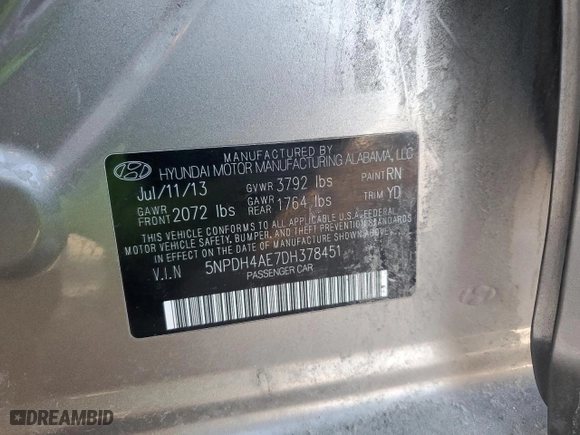 MANUFACTURED BY
HYUNDAI MOTOR MANUFACTURING ALABAMA, LLC
Jul/11/13 GVWR 3792 lbs PAINT RN
GAWR FRONT 2072 lbs GAWR REAR 1764 lbs TRIM YD
THIS VEHICLE CONFORMS TO ALL APPLICABLE U.S.A. FEDERAL
MOTOR VEHICLE SAFETY, BUMPER, AND THEFT PREVENTION STANDARDS
IN EFFECT ON THE DATE OF MANUFACTURE SHOWN ABOVE.
V.I.N 5NPDH4AE7DH378451
PASSENGER CAR
DREAMBID